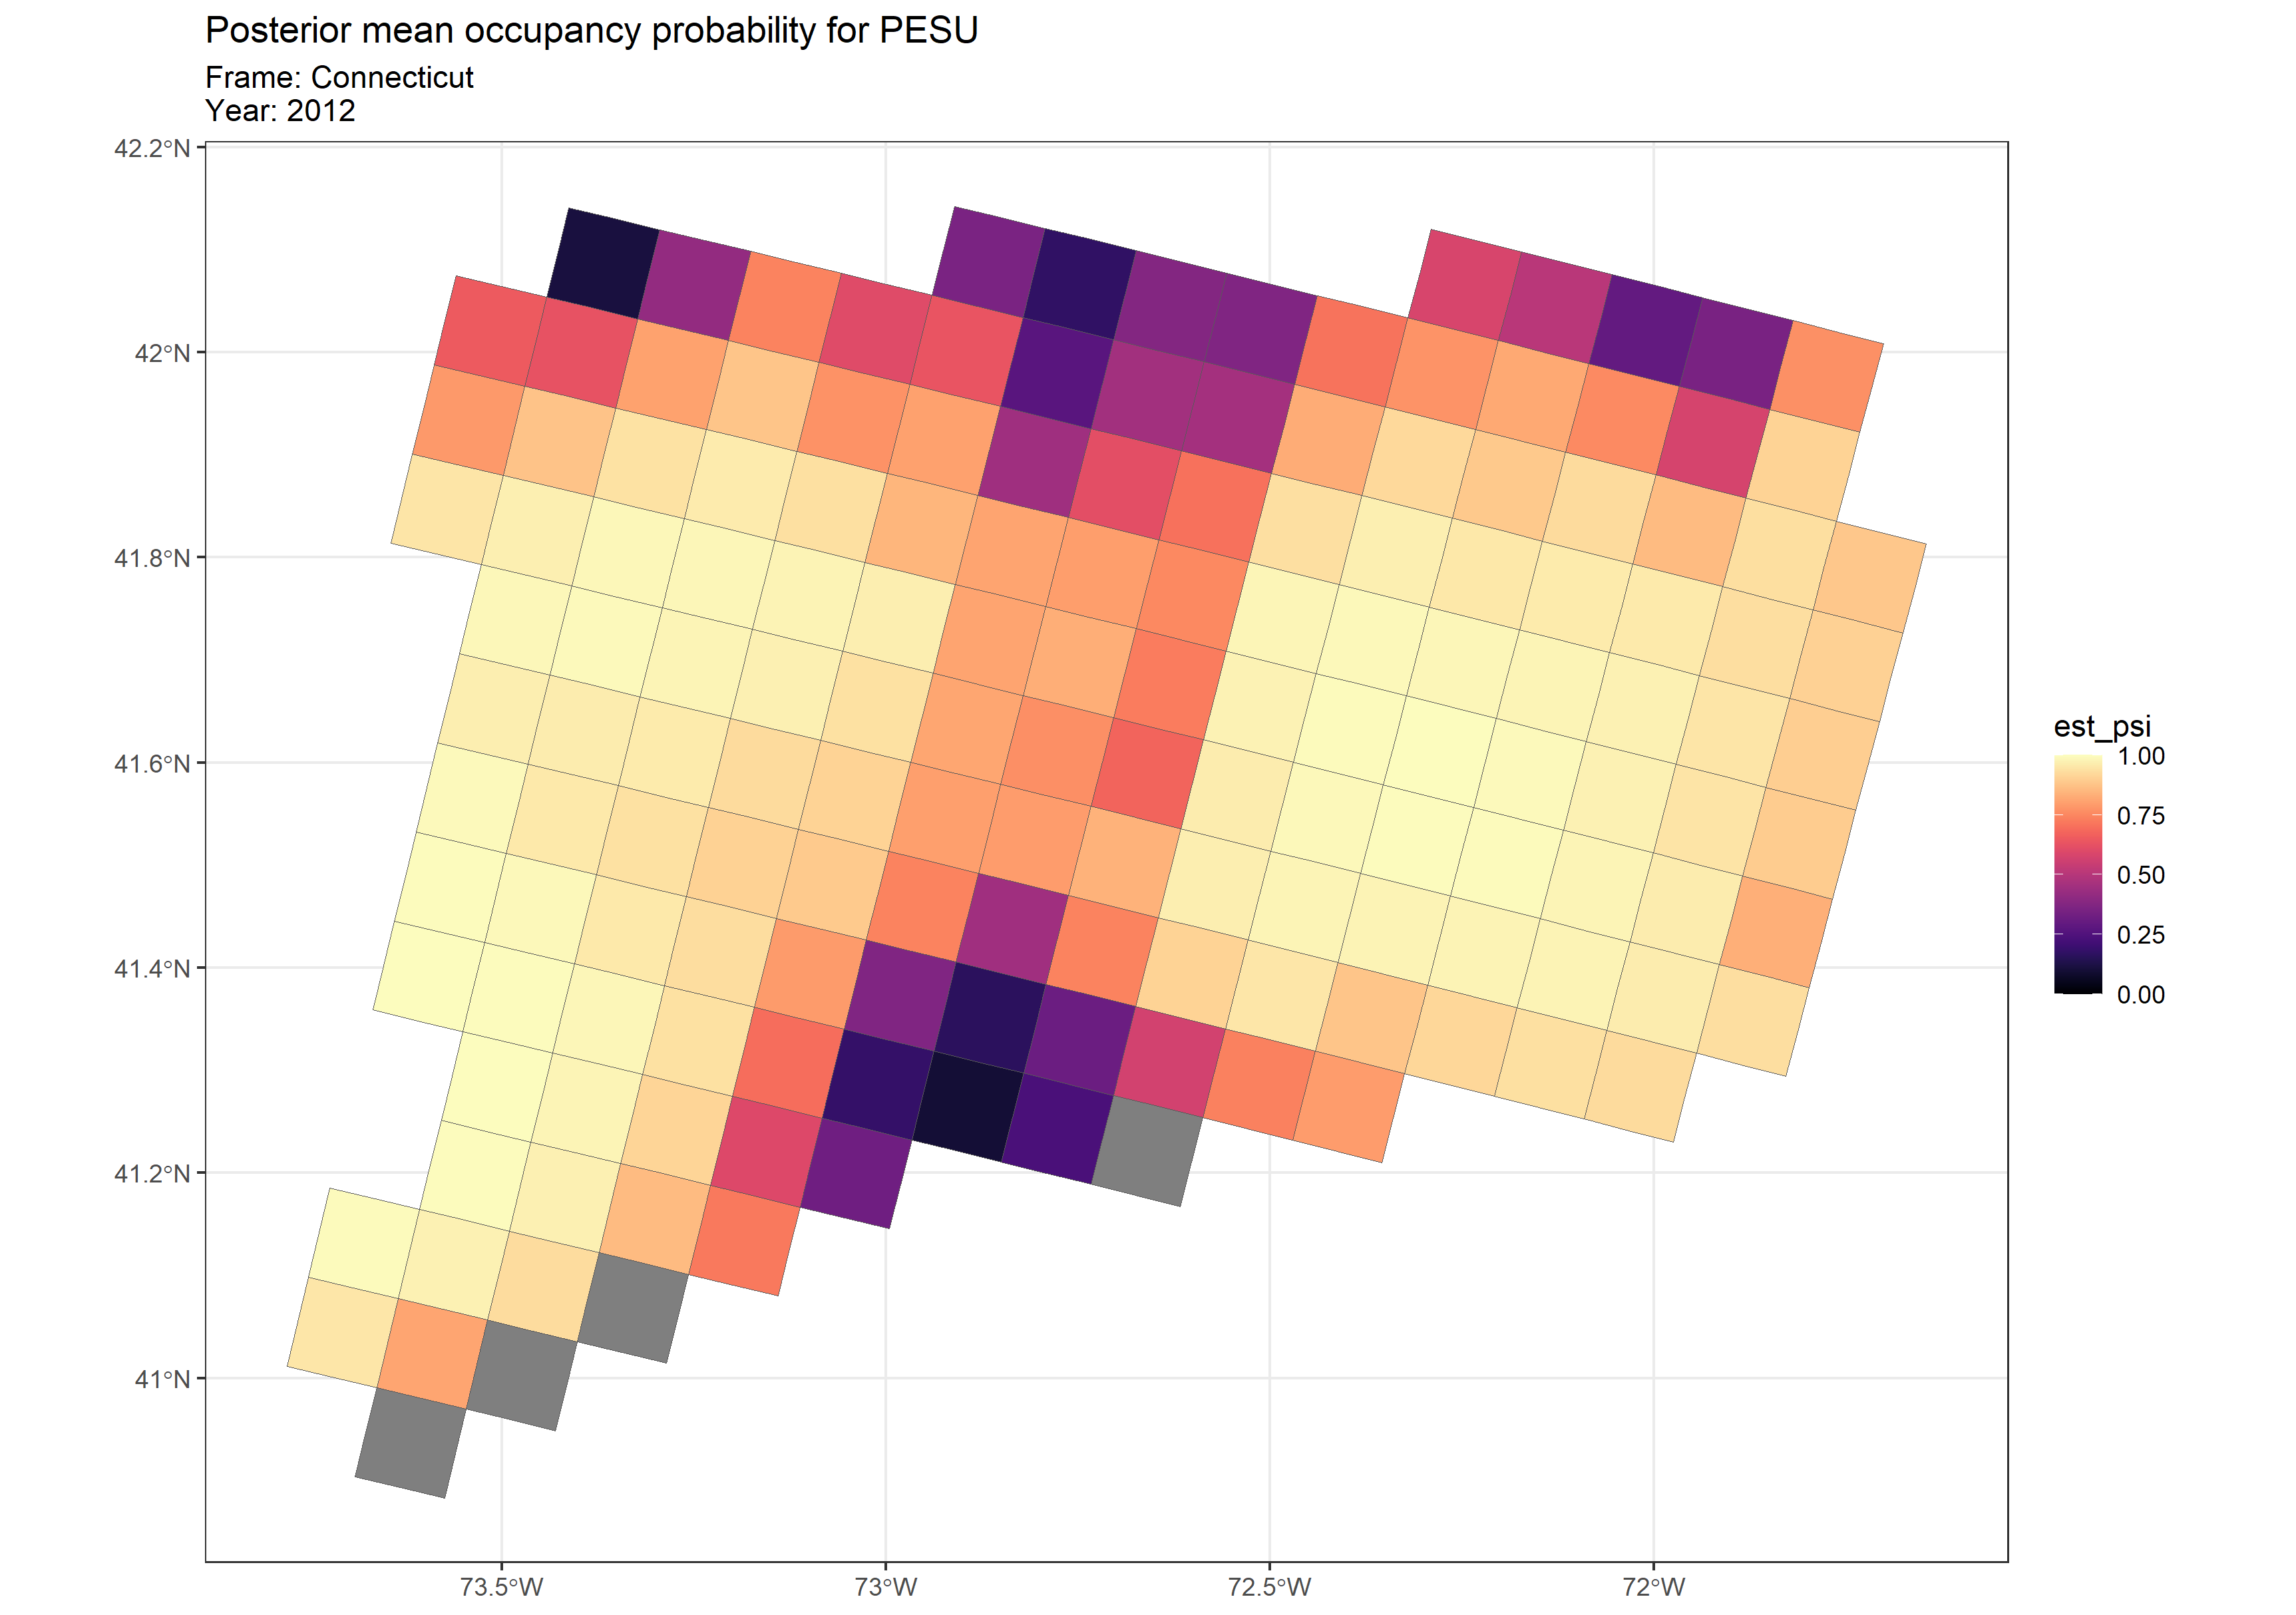 Posterior mean occupancy probability for PESU
Frame: Connecticut
Year: 2012
42.2°N
42°N
41.8°N
41.6°N
41.4°N
41.2°N
41°N
73.5°W
73°W
72.5°W
72°W
est_psi
1.00
0.75
0.50
0.25
0.00